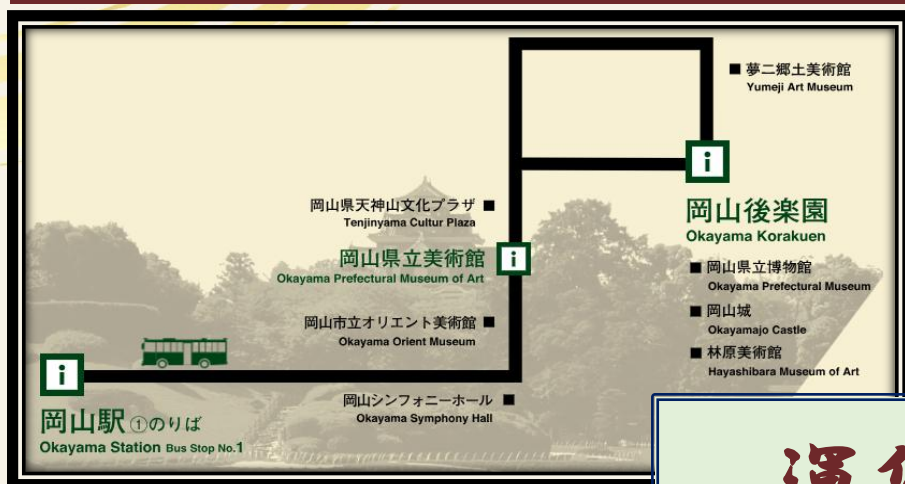 夢二郷土美術館
Yumeji Art Museum
岡山後楽園
Okayama Korakuen
岡山県天神山文化プラザ
Tenjinyama Cultur Plaza
岡山県立美術館
Okayama Prefectural Museum of Art
岡山県立博物館
Okayama Prefectural Museum
岡山城
Okayamajo Castle
林原美術館
Hayashibara Museum of Art
岡山市立オリエント美術館
Okayama Orient Museum
岡山シンフォニーホール
Okayama Symphony Hall
岡山駅①のりば
Okayama Station Bus Stop No.1